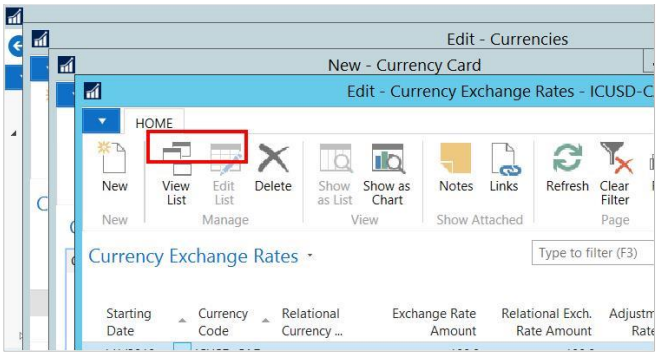 Edit - Currencies
New - Currency Card
Edit - Currency Exchange Rates - ICUSD-C
HOME
New
View
List
Edit
List
Delete
Show
as List
Show as
Chart
Notes
Links
Refresh
Clear
Filter
New
Manage
View
Show Attached
Page
Currency Exchange Rates
Type to filter (F3)
Starting
Date
Currency
Code
Relational
Currency ...
Exchange Rate
Amount
Relational Exch.
Rate Amount
Adjustm
Rate